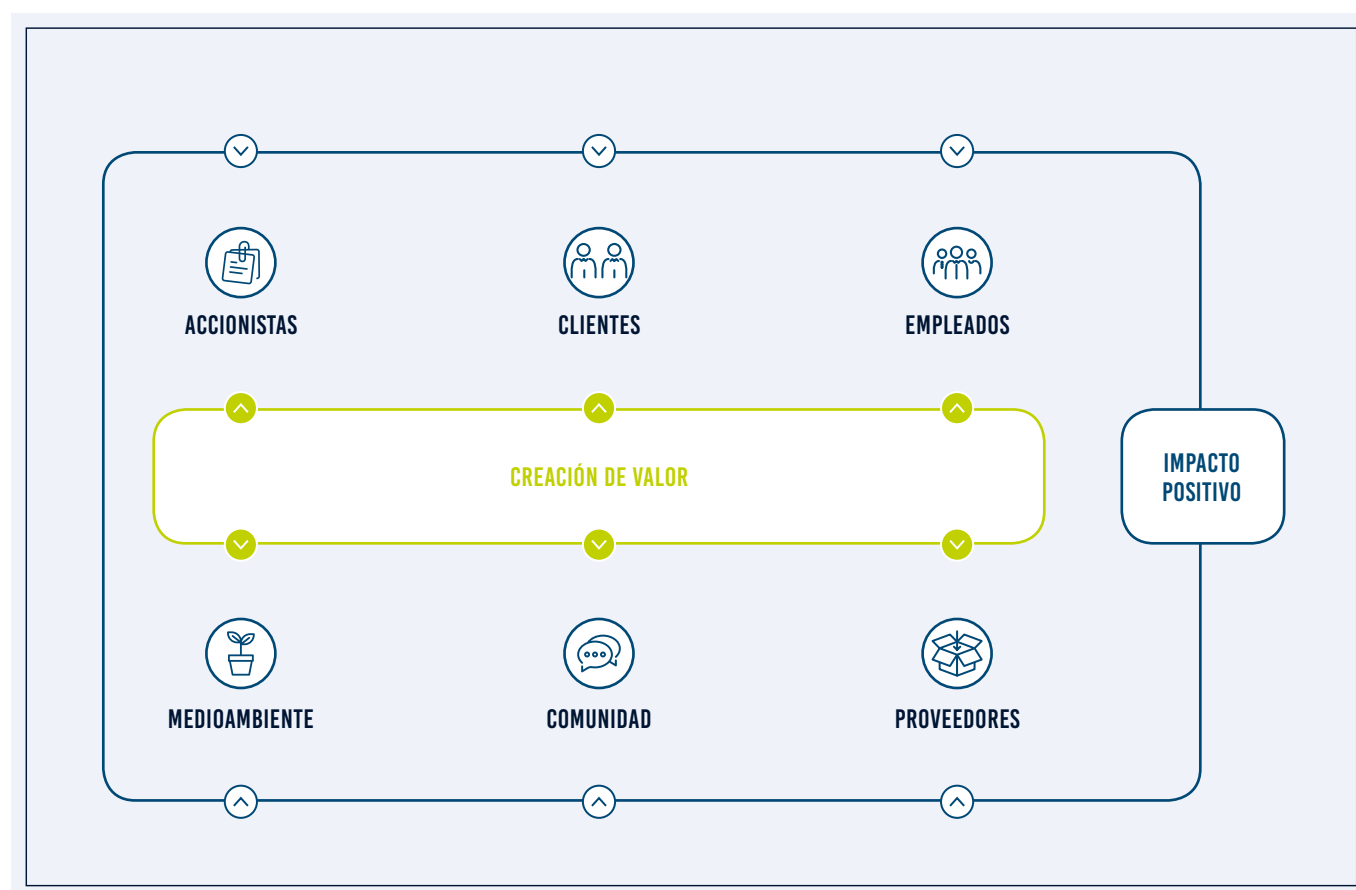 ACCIONISTAS
CLIENTES
EMPLEADOS
CREACIÓN DE VALOR
IMPACTO
POSITIVO
MEDIOAMBIENTE
COMUNIDAD
PROVEEDORES